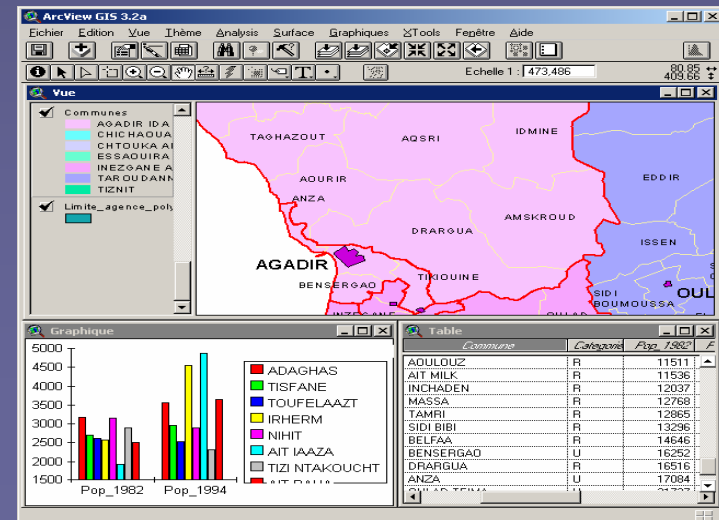 ArcView GIS 3.2a
Fichier Edition Vue Thème Analysis Surface Graphiques XTools Fenêtre Aide
Echelle 1 : 473,486
80.85
409.66
Vue
Communes
AGADIR IDA
CHICHAOUA
CHTOUKA AI
ESSAOUIRA
INEZGANE A
TAROUDANN
TIZNIT
Limite_agence_poly
TAGHAZOUT
AQSRI
IDMINE
AOURIR
EDDIR
ANZA
AMSKROUD
DRARGUA
ISSEN
AGADIR
TIKIOUINE
BENSERGAO
SIDI
BOUMOUSSA
OUL
INEZGANE
OULAD
Graphique
5000
4500
4000
3500
3000
2500
2000
1500
Pop_1982 Pop_1994
ADAGHAS
TISFANE
TOUFELAAZT
IRHERM
NIHIT
AIT IAAZA
TIZI NTAKOUCHT
Table
Commune Categorie Pop_1982 P
AOULOUZ R 11511
AIT MILK R 11536
INCHADEN R 12037
MASSA R 12768
TAMRI R 12865
SIDI BIBI R 13296
BELFAA R 14646
BENSERGAO U 16252
DRARGUA R 16516
ANZA U 17084